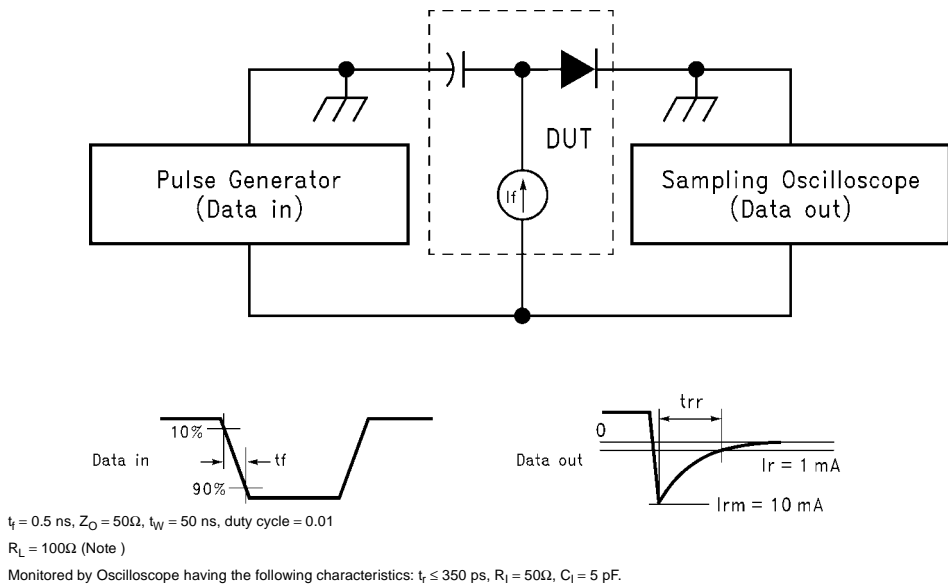 DUT
If
Pulse Generator
(Data in)
Sampling Oscilloscope
(Data out)
10%
Data in
tf
90%
trr
0
Data out
Ir = 1 mA
Irm = 10 mA
tf = 0.5 ns, ZO = 50Ω, tW = 50 ns, duty cycle = 0.01
RL = 100Ω (Note )
Monitored by Oscilloscope having the following characteristics: tr ≤ 350 ps, RI = 50Ω, CI = 5 pF.